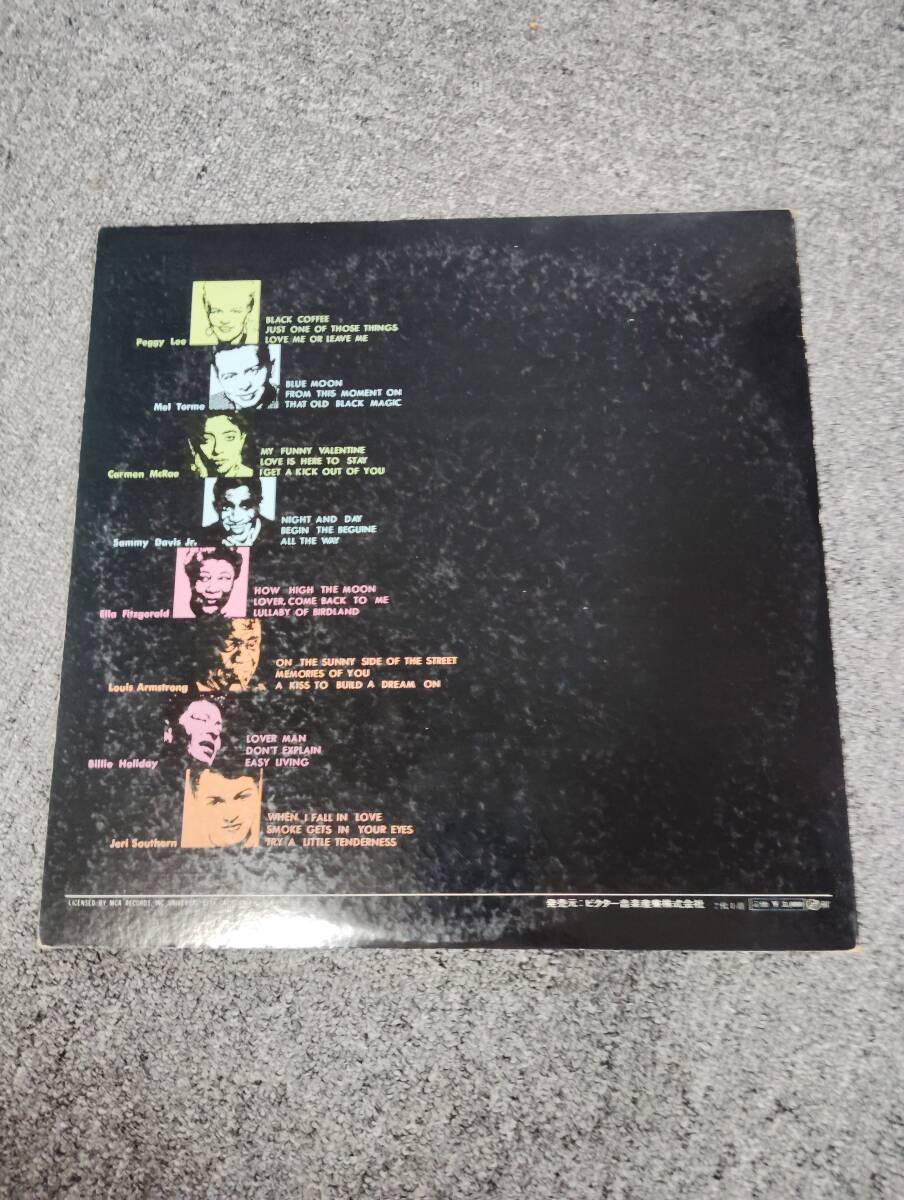 Peggy Lee
BLACK COFFEE
JUST ONE OF THOSE THINGS
LOVE ME OR LEAVE ME
Mel Torme
BLUE MOON
FROM THIS MOMENT ON
THAT OLD BLACK MAGIC
Carmen McRae
MY FUNNY VALENTINE
LOVE IS HERE TO STAY
I GET A KICK OUT OF YOU
Sammy Davis Jr.
NIGHT AND DAY
BEGIN THE BEGUINE
ALL THE WAY
Ella Fitzgerald
HOW HIGH THE MOON
LOVER, COME BACK TO ME
LULLABY OF BIRDLAND
Louis Armstrong
ON THE SUNNY SIDE OF THE STREET
MEMORIES OF YOU
A KISS TO BUILD A DREAM ON
Billie Holiday
LOVER MAN
DON'T EXPLAIN
EASY LIVING
Jeri Southern
WHEN I FALL IN LOVE
SMOKE GETS IN YOUR EYES
TRY A LITTLE TENDERNESS
LICENSED BY MCA RECORDS, INC.
発売元：ビクター音楽産業株式会社